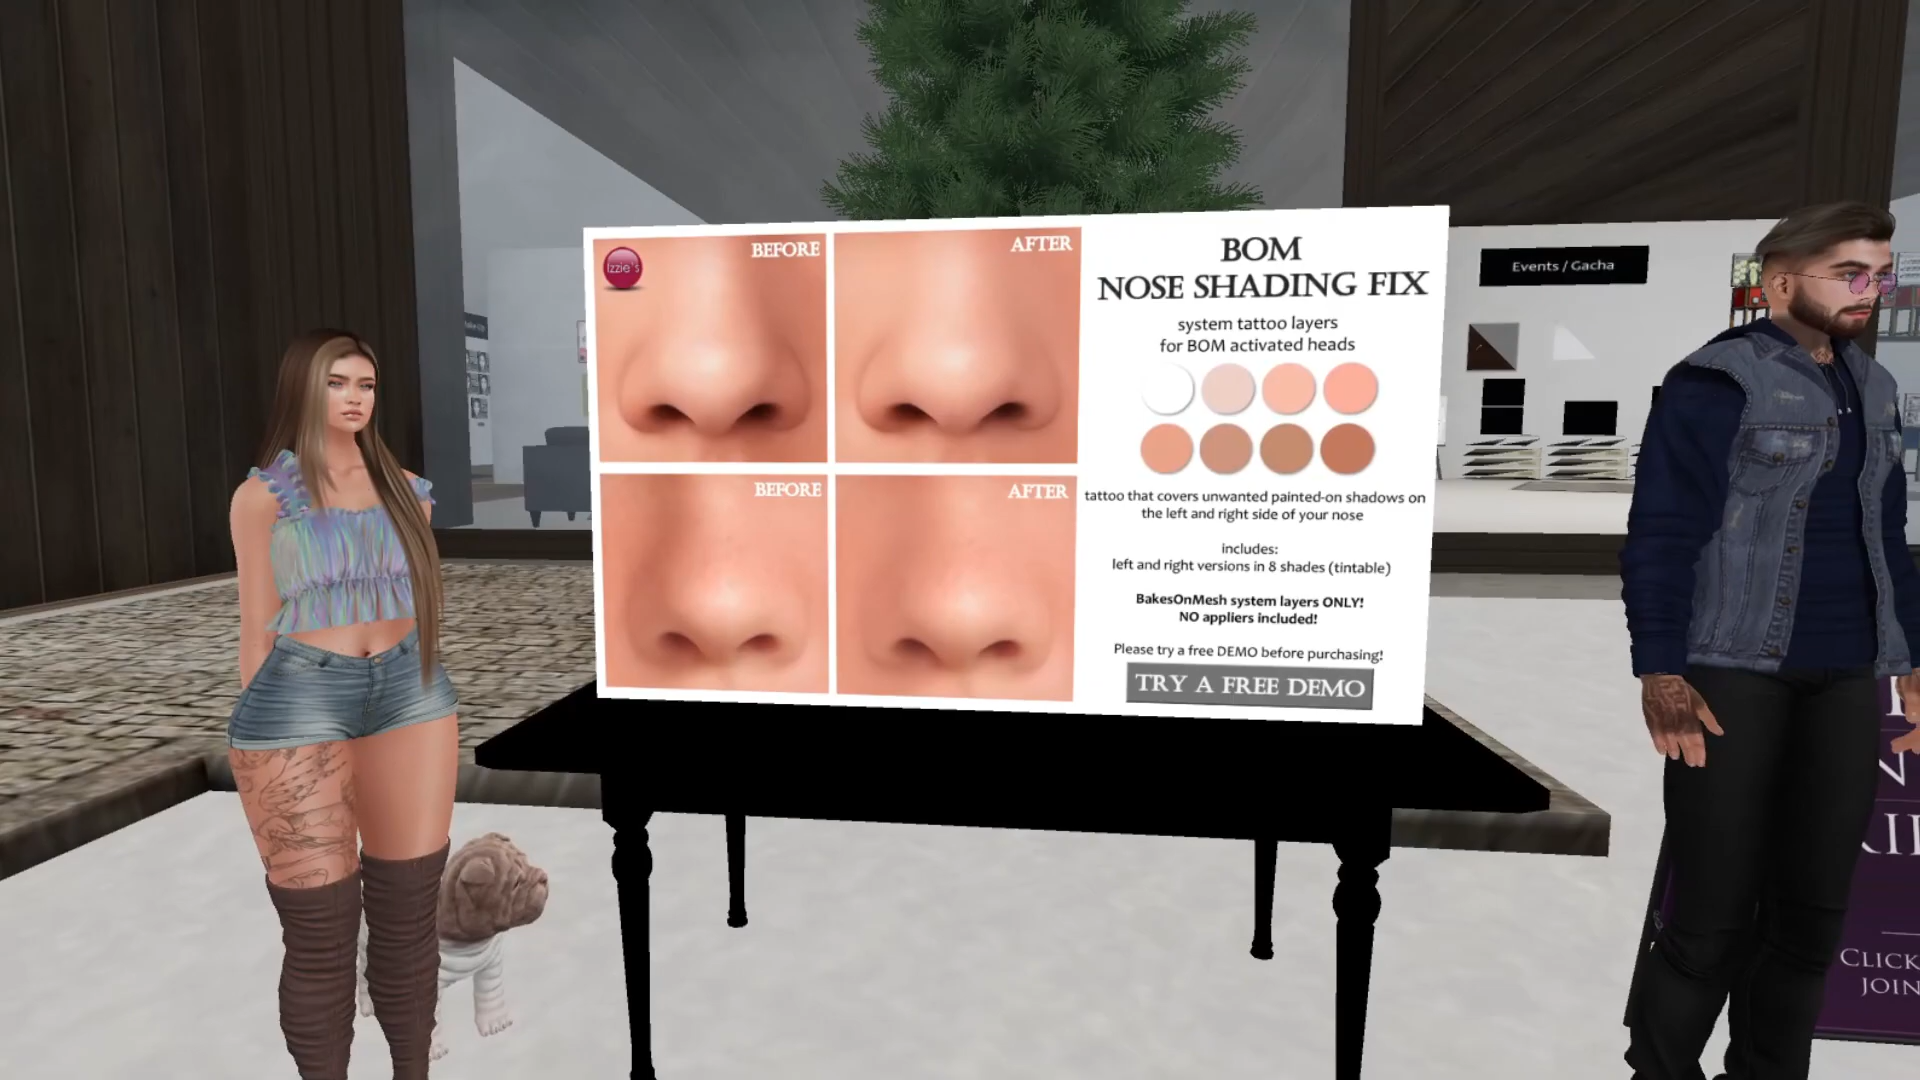 Izzie's
BEFORE
AFTER
BEFORE
AFTER
BOM
NOSE SHADING FIX
system tattoo layers
for BOM activated heads
tattoo that covers unwanted painted-on shadows on
the left and right side of your nose
includes:
left and right versions in 8 shades (tintable)
BakesOnMesh system layers ONLY!
NO appliers included!
Please try a free DEMO before purchasing!
TRY A FREE DEMO
Events / Gacha
CLICK
JOIN